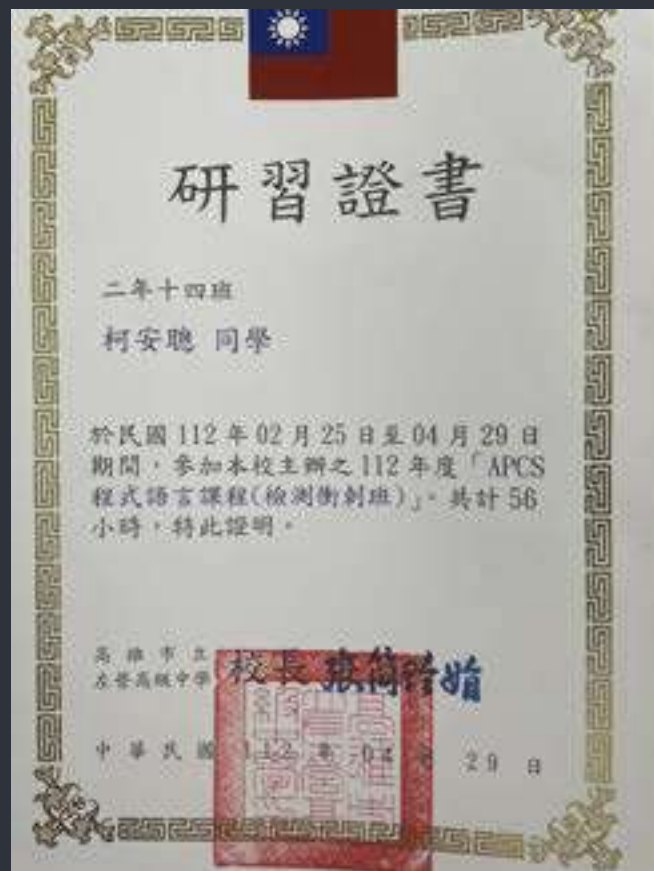 研習證書
二年十四班
柯安聰 同學
於民國 112 年 02 月 25 日至 04 月 29 日
期間,參加本校主辦之 112 年度「APCS
程式語言課程(檢測衝刺班)」。共計 56
小時,特此證明。
高雄市立
左營高級中學 校長
中華民國 112 年 04 月 29 日